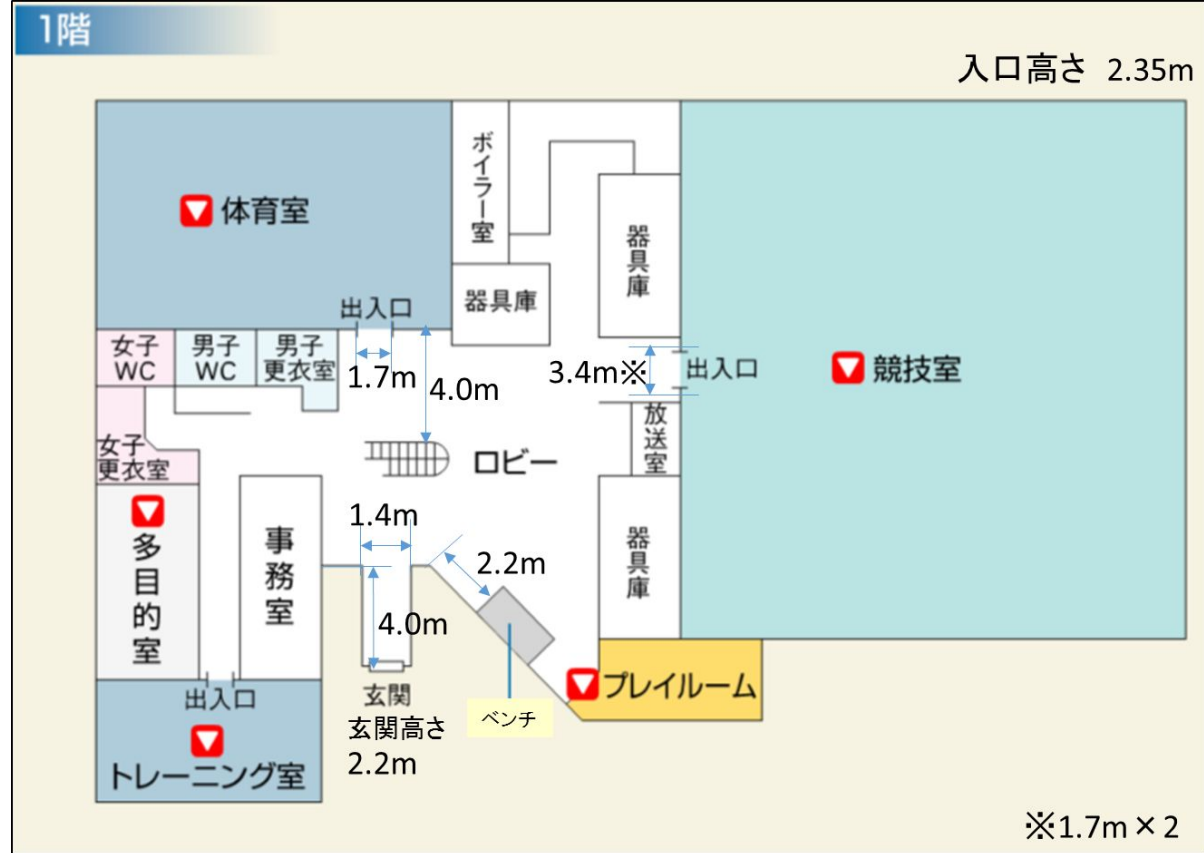 1階
入口高さ 2.35m
体育室
ボイラー室
器具庫
器具庫
出入口
女子
WC
男子
WC
男子
更衣室
1.7m
4.0m
3.4m※
出入口
競技室
放送室
女子
更衣室
ロビー
多目的室
事務室
1.4m
2.2m
器具庫
4.0m
出入口
玄関
玄関高さ
2.2m
ベンチ
プレイルーム
トレーニング室
※1.7m×2